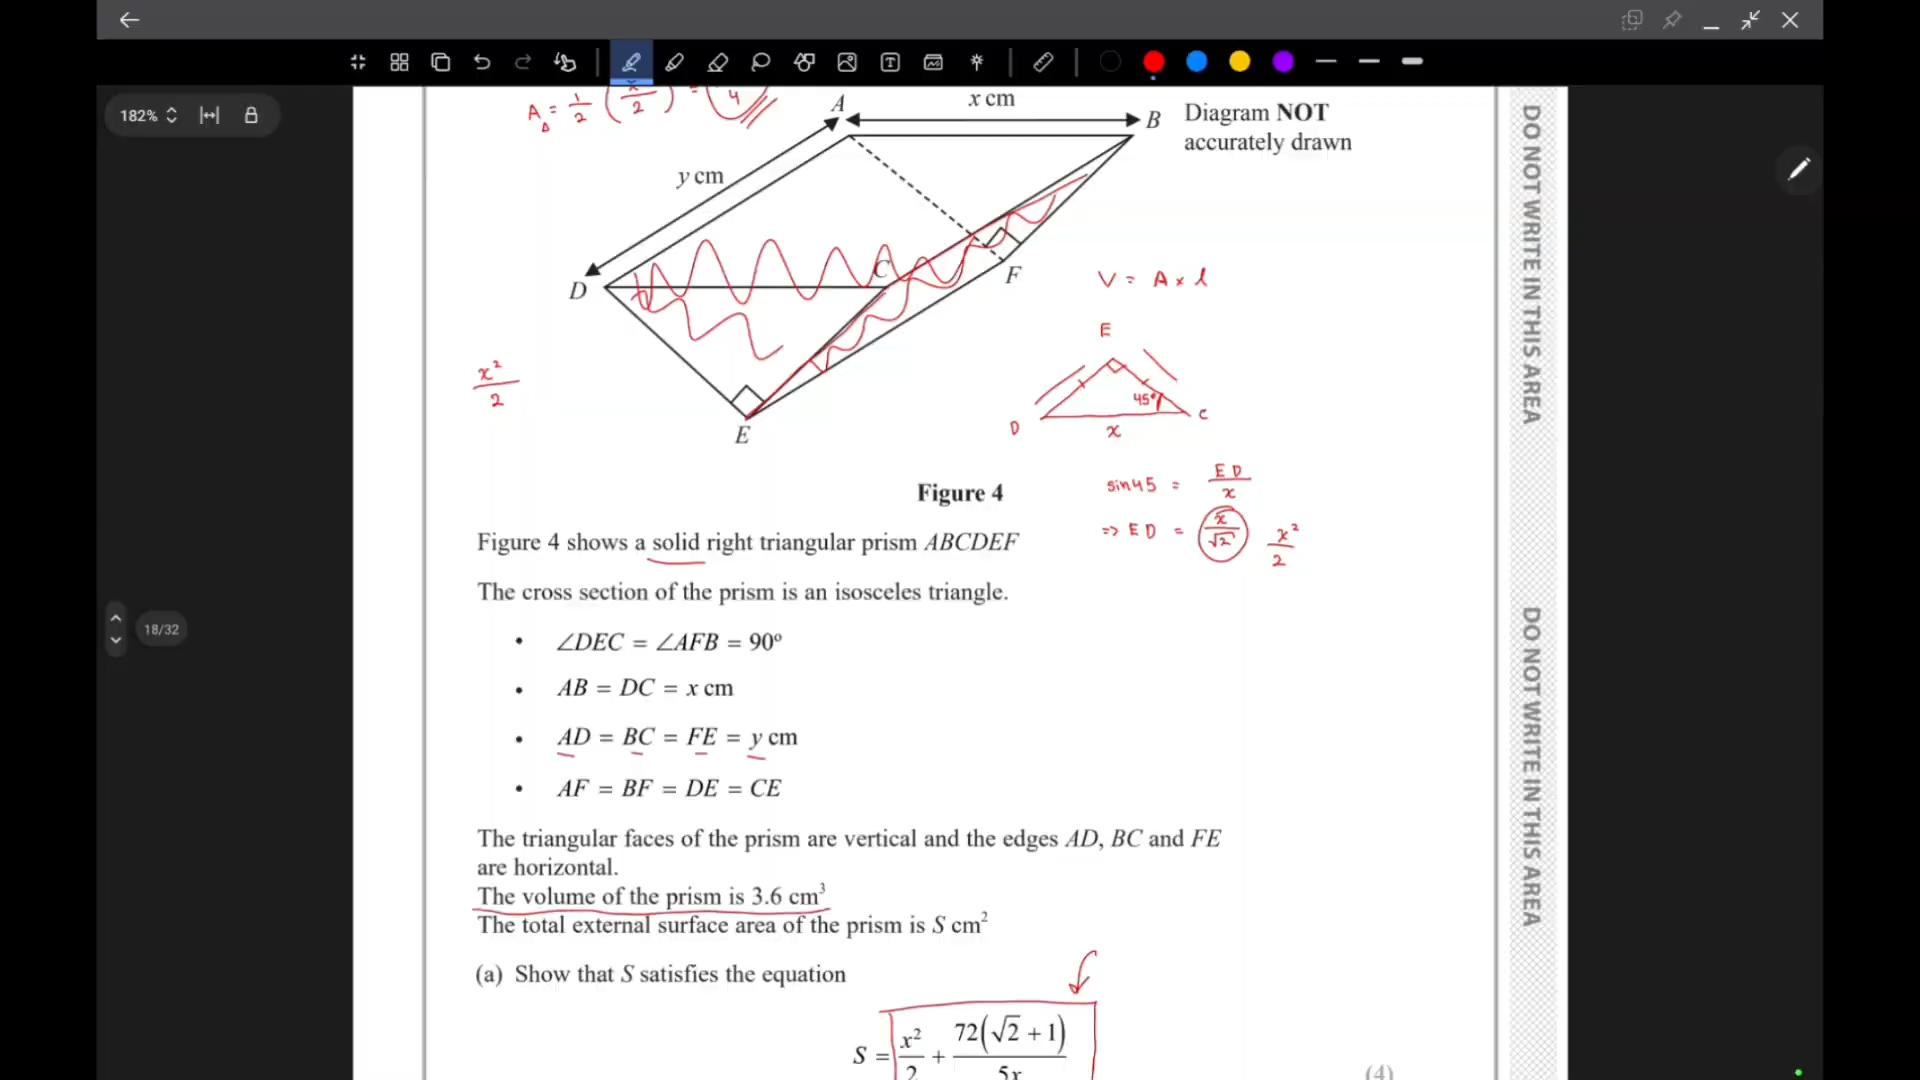 182%
A△ = 1/2 (x²/2) = ( /4)
A
x cm
B
Diagram NOT
accurately drawn
y cm
D
C
F
V = A × l
E
x²/2
45°
D
C
x
E
sin45 = ED/x
Figure 4
=> ED = x/√2 x²/2
Figure 4 shows a solid right triangular prism ABCDEF
The cross section of the prism is an isosceles triangle.
• ∠DEC = ∠AFB = 90°
• AB = DC = x cm
18/32
• AD = BC = FE = y cm
• AF = BF = DE = CE
The triangular faces of the prism are vertical and the edges AD, BC and FE
are horizontal.
The volume of the prism is 3.6 cm³
The total external surface area of the prism is S cm²
(a) Show that S satisfies the equation
S = x²/2 + 72(√2 + 1)/5x
(4)
DO NOT WRITE IN THIS AREA
DO NOT WRITE IN THIS AREA